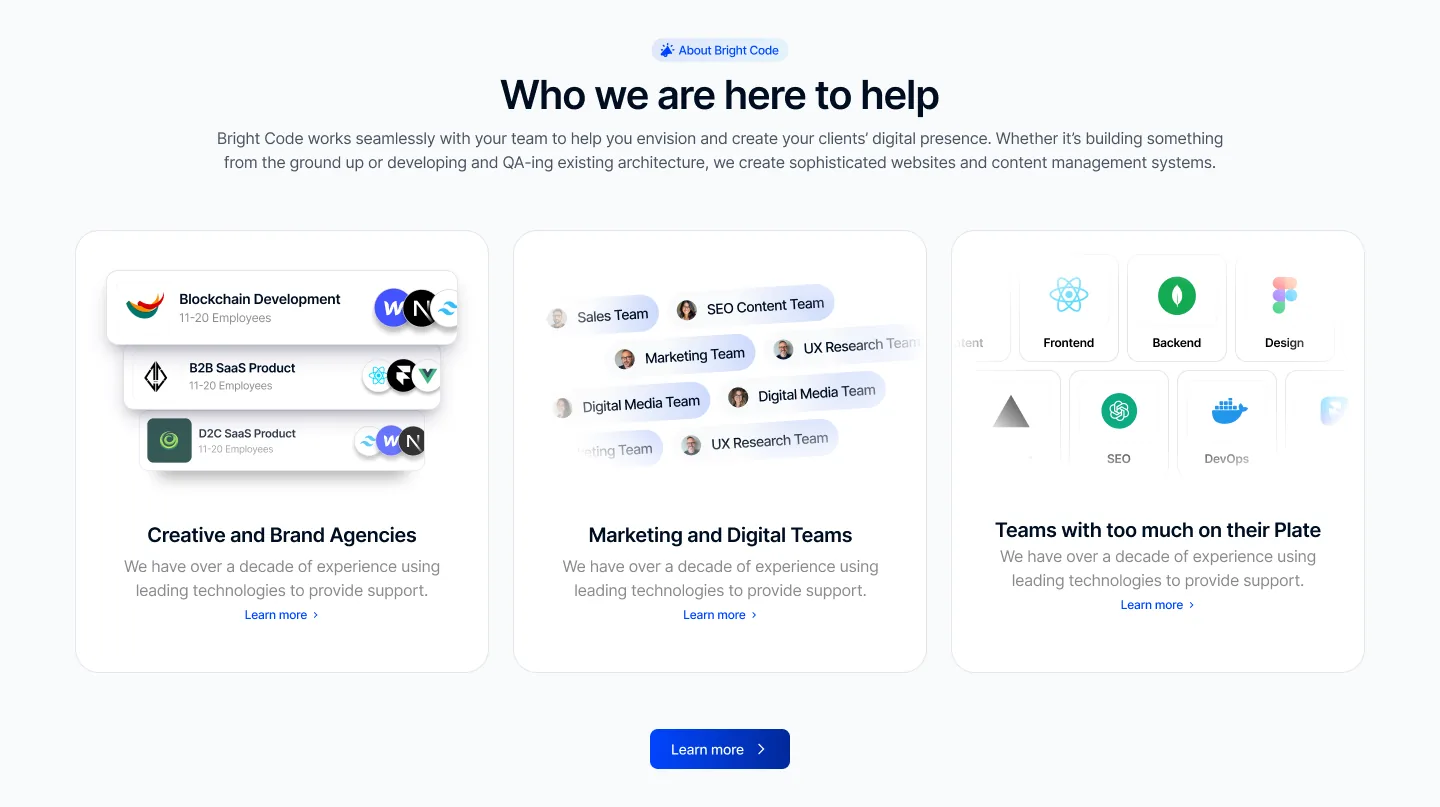 About Bright Code
Who we are here to help
Bright Code works seamlessly with your team to help you envision and create your clients’ digital presence. Whether it’s building something
from the ground up or developing and QA-ing existing architecture, we create sophisticated websites and content management systems.
Blockchain Development
11-20 Employees
B2B SaaS Product
11-20 Employees
D2C SaaS Product
11-20 Employees
Creative and Brand Agencies
We have over a decade of experience using
leading technologies to provide support.
Learn more
Sales Team
SEO Content Team
Marketing Team
UX Research Team
Digital Media Team
Digital Media Team
Team
UX Research Team
Marketing and Digital Teams
We have over a decade of experience using
leading technologies to provide support.
Learn more
Frontend
Backend
Design
SEO
DevOps
Teams with too much on their Plate
We have over a decade of experience using
leading technologies to provide support.
Learn more
Learn more